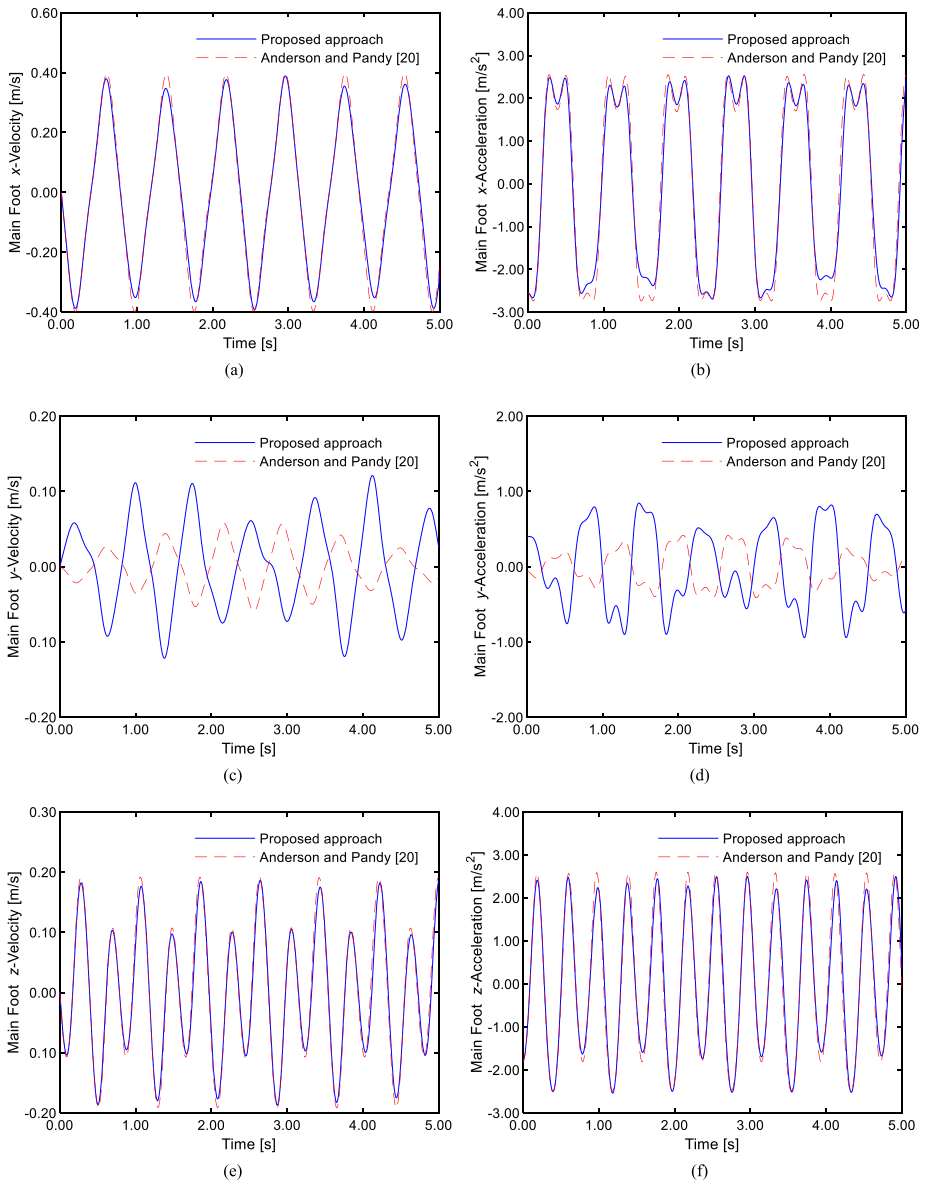 0.60
0.40
0.20
0.00
-0.20
-0.40
Main Foot x-Velocity [m/s]
Proposed approach
Anderson and Pandy [20]
0.00 1.00 2.00 3.00 4.00 5.00
Time [s]
(a)
4.00
3.00
2.00
1.00
0.00
-1.00
-2.00
-3.00
Main Foot x-Acceleration [m/s²]
Proposed approach
Anderson and Pandy [20]
0.00 1.00 2.00 3.00 4.00 5.00
Time [s]
(b)
0.20
0.10
0.00
0.10
-0.20
Main Foot y-Velocity [m/s]
Proposed approach
Anderson and Pandy [20]
0.00 1.00 2.00 3.00 4.00 5.00
Time [s]
(c)
2.00
1.00
0.00
-1.00
-2.00
Main Foot y-Acceleration [m/s²]
Proposed approach
Anderson and Pandy [20]
0.00 1.00 2.00 3.00 4.00 5.00
Time [s]
(d)
0.30
0.20
0.10
0.00
0.10
-0.20
Main Foot z-Velocity [m/s]
Proposed approach
Anderson and Pandy [20]
0.00 1.00 2.00 3.00 4.00 5.00
Time [s]
(e)
4.00
3.00
2.00
1.00
0.00
-1.00
-2.00
-3.00
Main Foot z-Acceleration [m/s²]
Proposed approach
Anderson and Pandy [20]
0.00 1.00 2.00 3.00 4.00 5.00
Time [s]
(f)